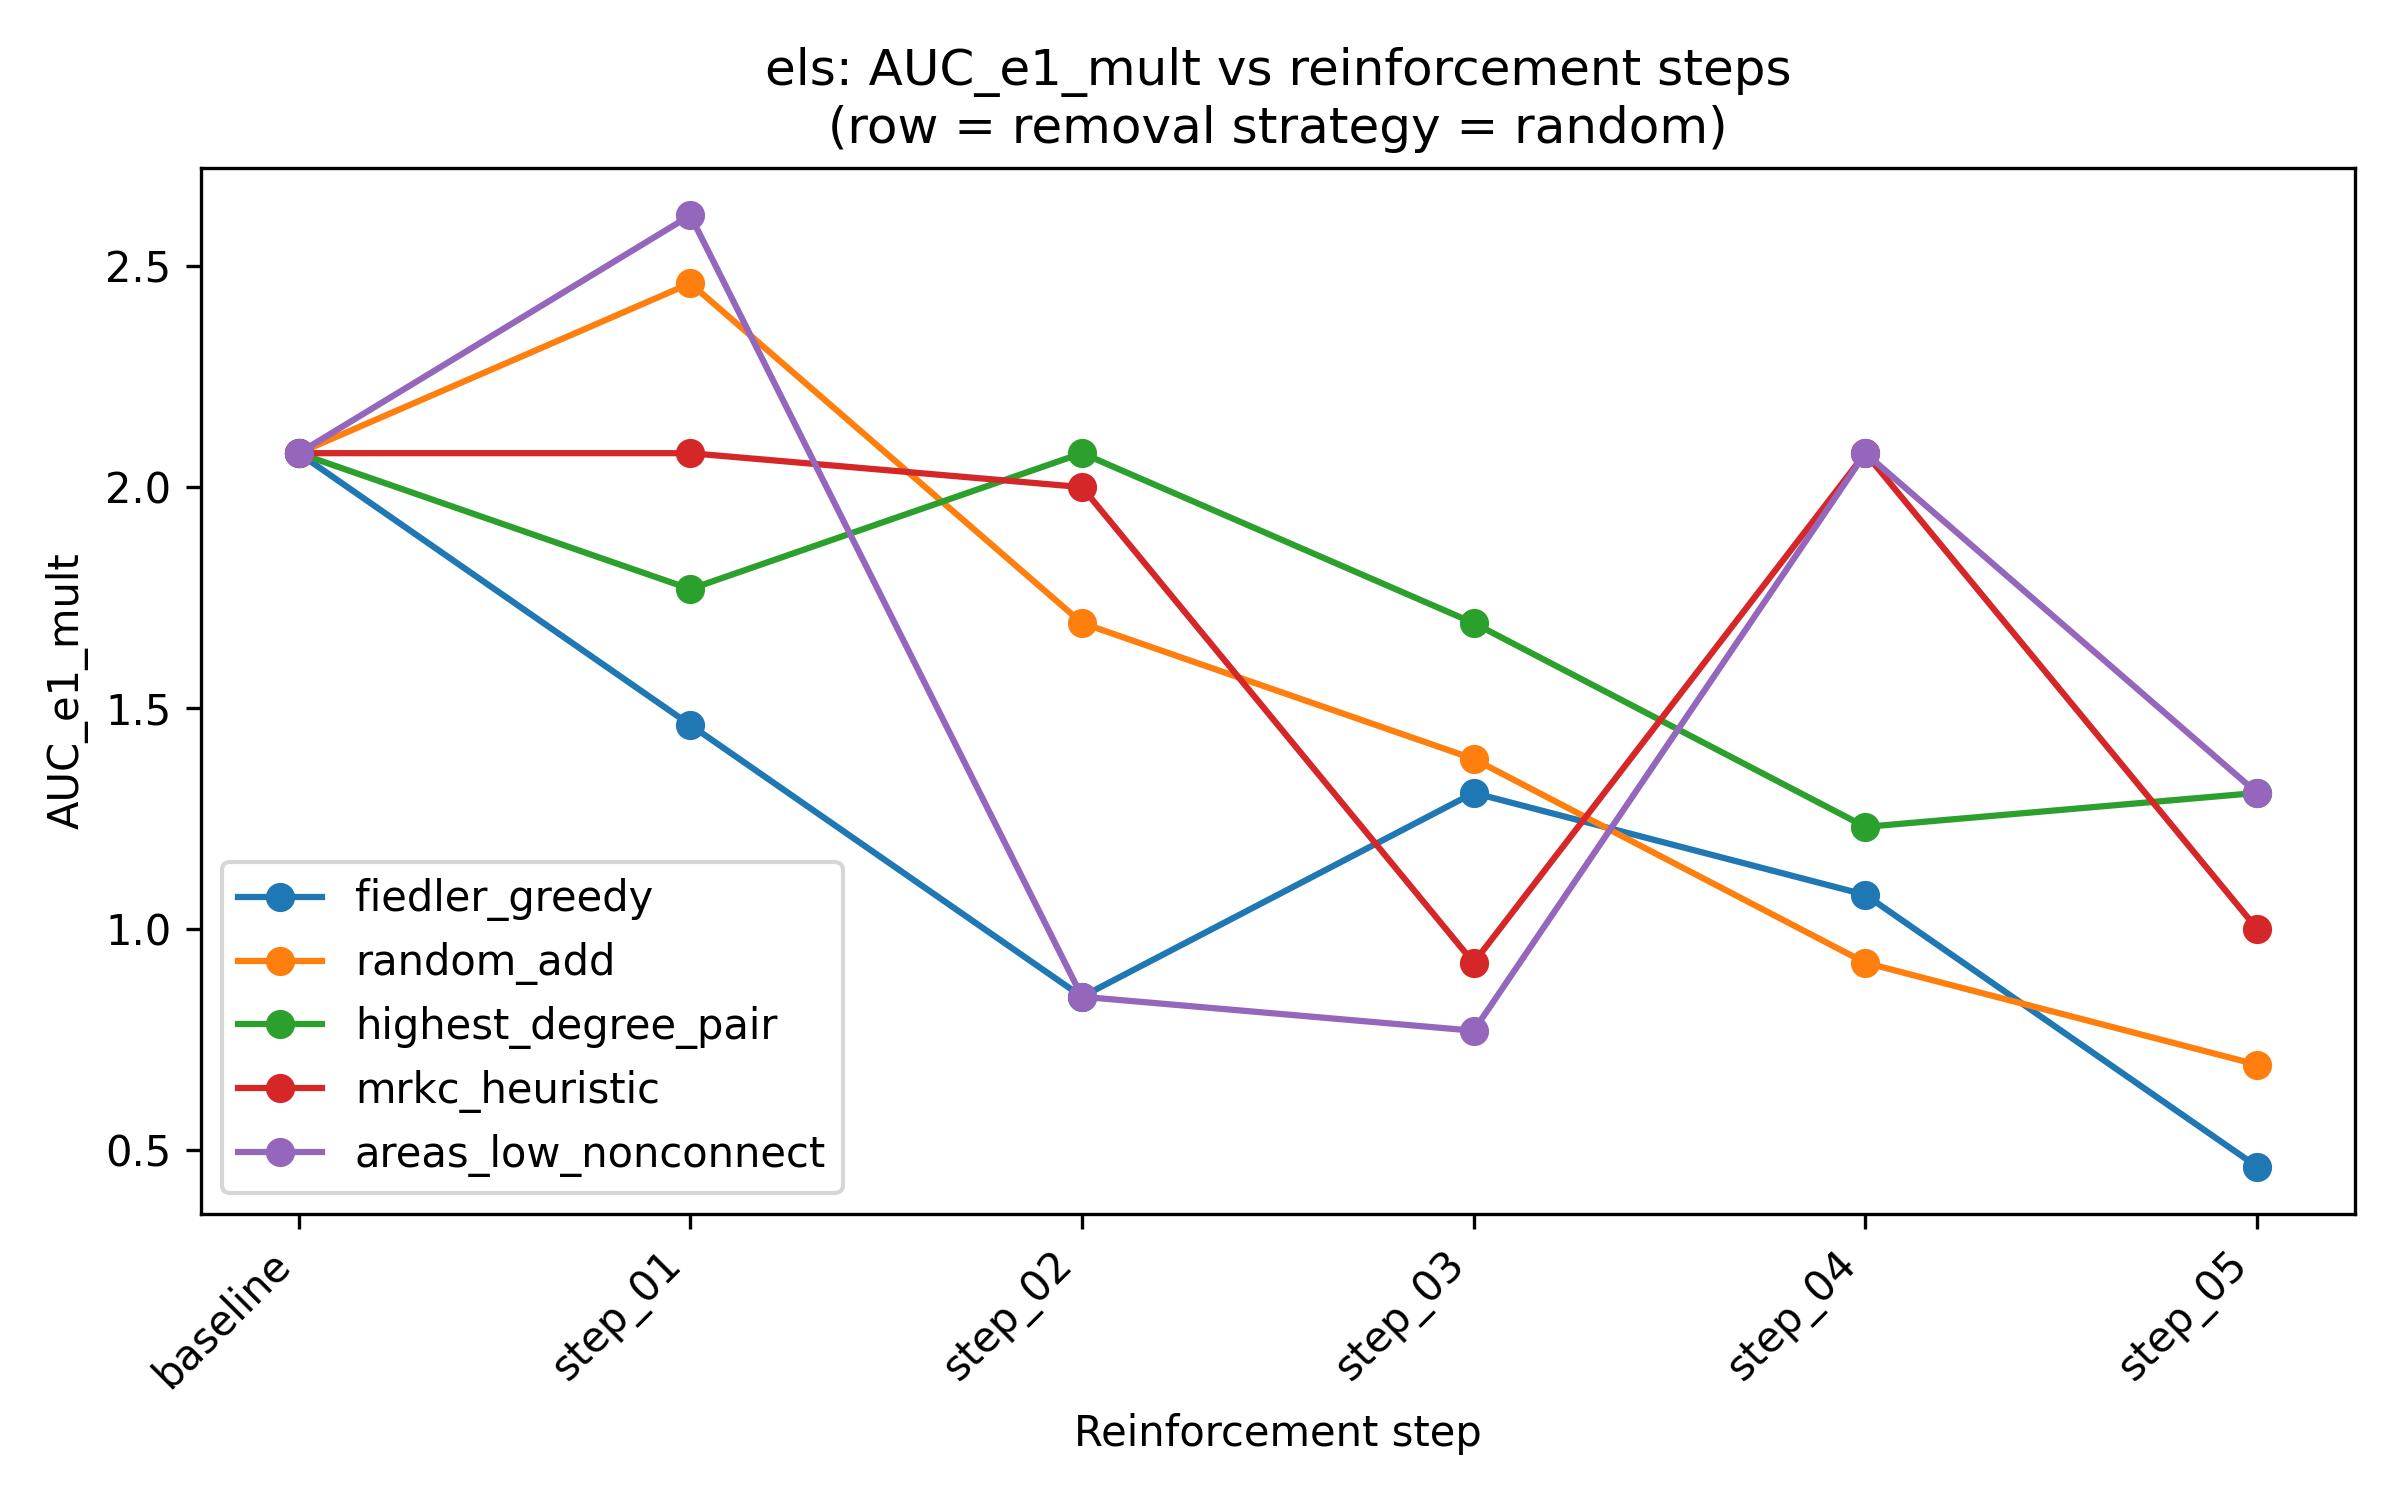 els: AUC_e1_mult vs reinforcement steps
(row = removal strategy = random)
AUC_e1_mult
2.5
2.0
1.5
1.0
0.5
fiedler_greedy
random_add
highest_degree_pair
mrkc_heuristic
areas_low_nonconnect
baseline
step_01
step_02
step_03
step_04
step_05
Reinforcement step